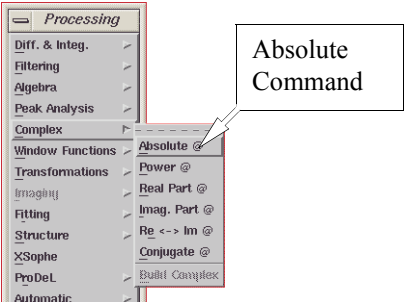 Processing
Diff. & Integ.
Filtering
Algebra
Peak Analysis
Complex
Window Functions
Transformations
Imaging
Fitting
Structure
XSophe
ProDeL
Automatic
Absolute @
Power @
Real Part @
Imag. Part @
Re <-> Im @
Conjugate @
Build Complex
Absolute
Command